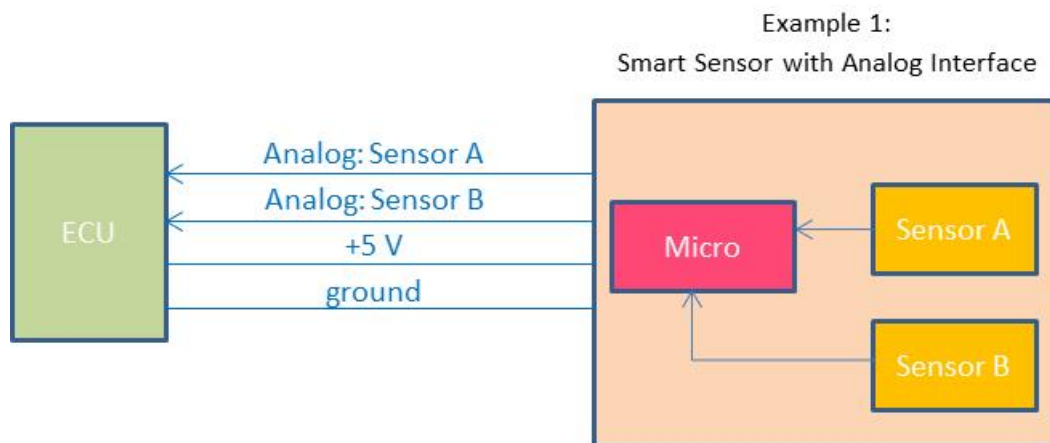 Example 1:
Smart Sensor with Analog Interface
Analog: Sensor A
Analog: Sensor B
+5 V
ground
ECU
Micro
Sensor A
Sensor B